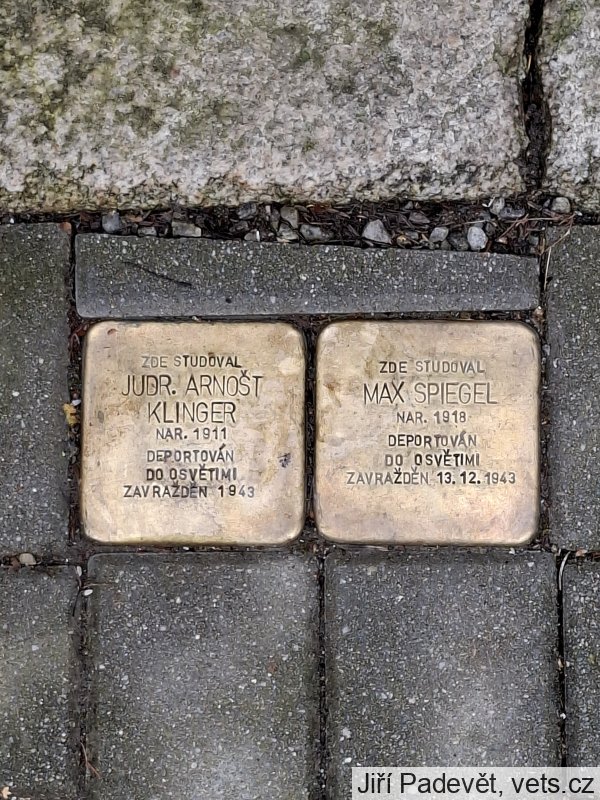 ZDE STUDOVAL
JUDR. ARNOŠT
KLINGER
NAR. 1911
DEPORTOVÁN
DO OSVĚTIMI
ZAVRAŽDĚN 1943
ZDE STUDOVAL
MAX SPIEGEL
NAR. 1918
DEPORTOVÁN
DO OSVĚTIMI
ZAVRAŽDĚN 13.12.1943
Jiří Padevět, vets.cz